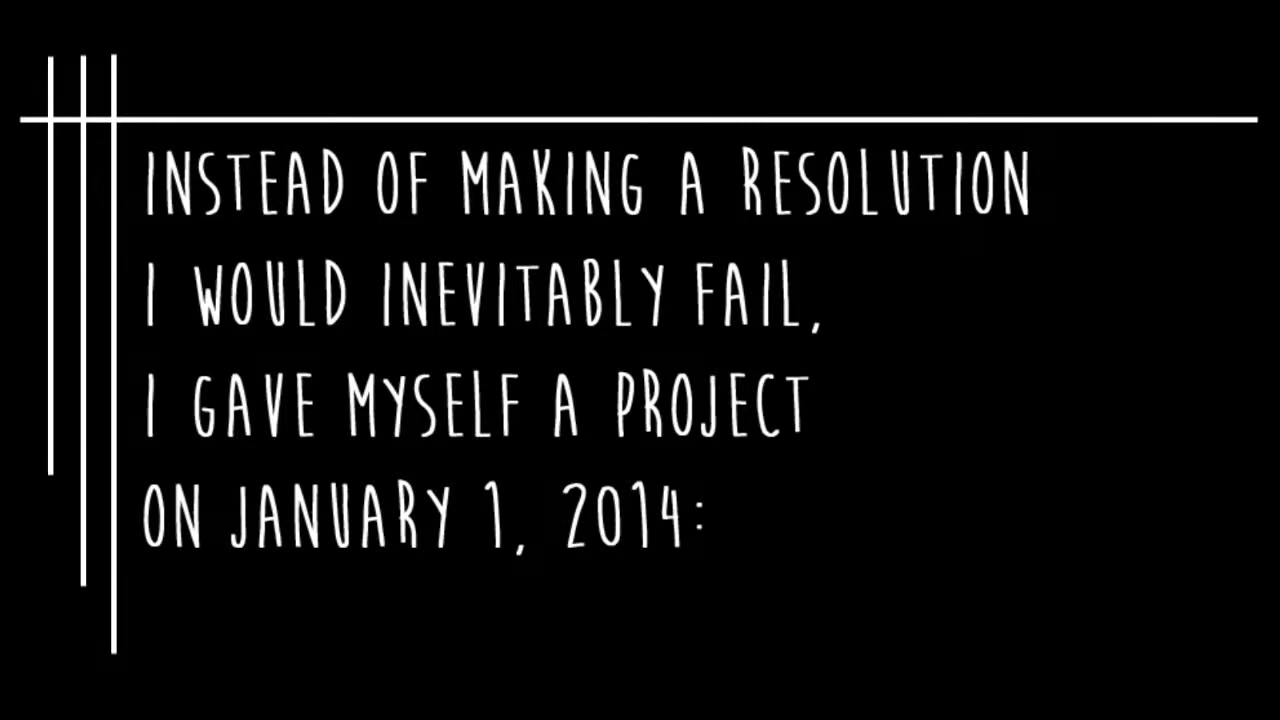 INSTEAD OF MAKING A RESOLUTION
I WOULD INEVITABLY FAIL,
I GAVE MYSELF A PROJECT
ON JANUARY 1, 2014: